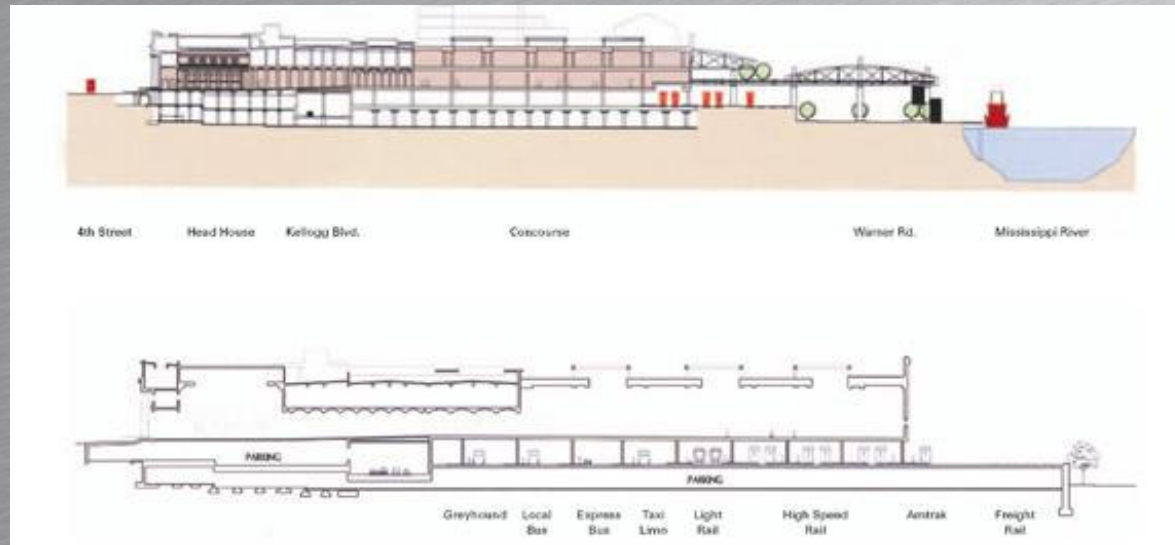 4th Street Head House Kellogg Blvd. Concourse Warner Rd. Mississippi River
PARKING
PARKING
Greyhound Local Bus Express Bus Taxi Limo Light Rail High Speed Rail Amtrak Freight Rail